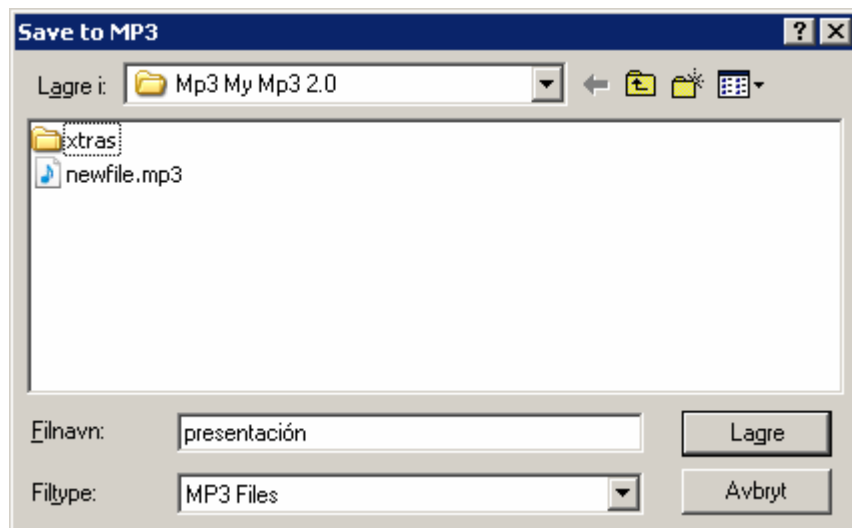 Save to MP3
Lagre i: Mp3 My Mp3 2.0
xtras
newfile.mp3
Filnavn: presentación Lagre
Filtype: MP3 Files Avbryt